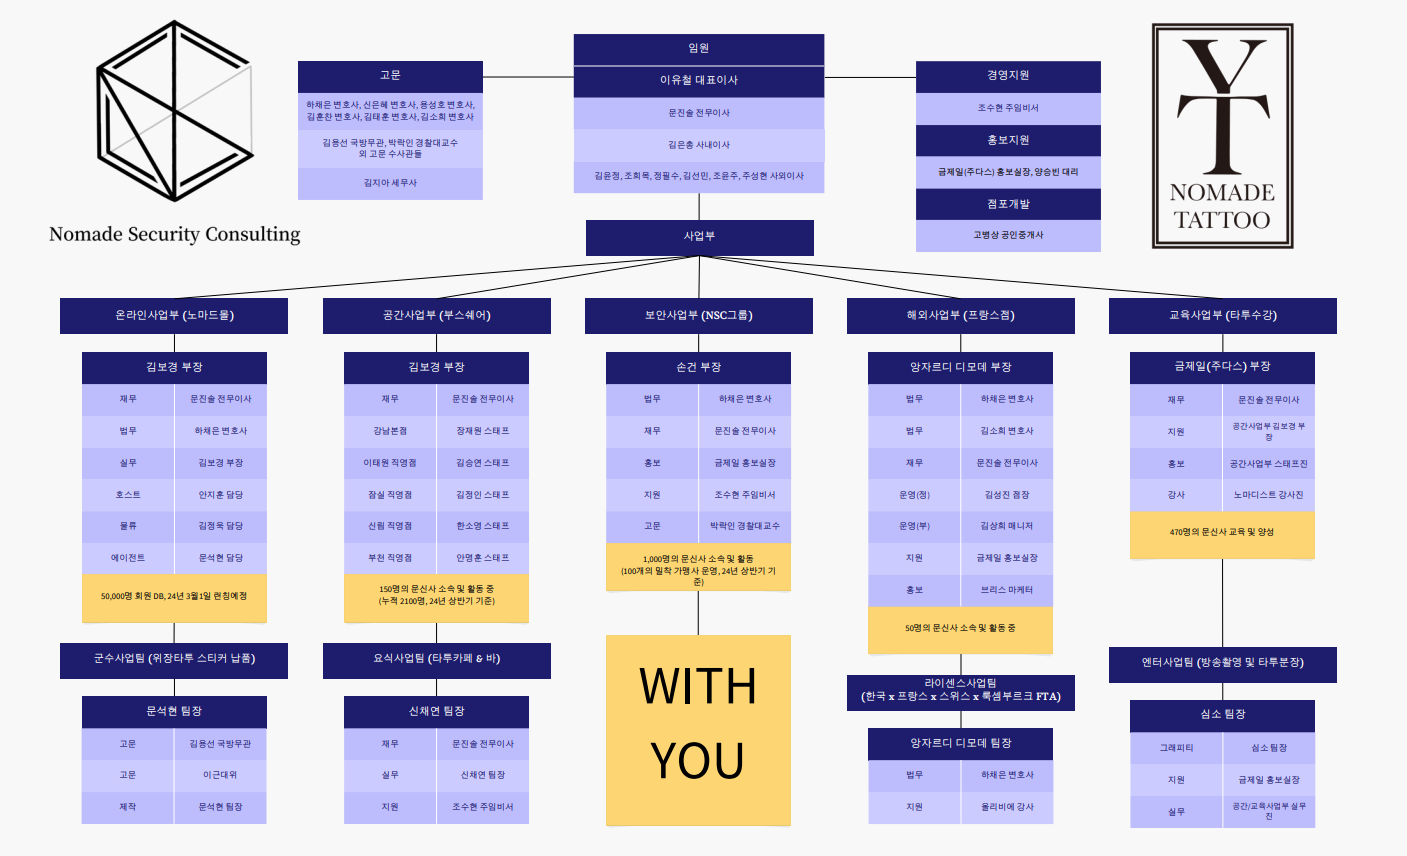 Nomade Security Consulting
고문
하채은 변호사, 신은혜 변호사, 용성호 변호사,
김훈찬 변호사, 김태훈 변호사, 김소희 변호사
김용선 국방무관, 박락인 경찰대교수
외 고문 수사관들
김지아 세무사
임원
이유철 대표이사
문진솔 전무이사
김은총 사내이사
김윤정, 조희목, 정필수, 김선민, 조윤주, 주성현 사외이사
경영지원
조수현 주임비서
홍보지원
금제일(주다스) 홍보실장, 양승빈 대리
점포개발
고병상 공인중개사
YT
NOMADE
TATTOO
사업부
온라인사업부 (노마드몰)
김보경 부장
재무 문진솔 전무이사
법무 하채은 변호사
실무 김보경 부장
호스트 안지훈 담당
물류 김정욱 담당
에이전트 문석현 담당
50,000명 회원 DB, 24년 3월1일 런칭예정
군수사업팀 (위장타투 스티커 납품)
문석현 팀장
고문 김용선 국방무관
고문 이근대위
제작 문석현 팀장
공간사업부 (부스쉐어)
김보경 부장
재무 문진솔 전무이사
강남본점 장재원 스태프
이태원 직영점 김승연 스태프
잠실 직영점 김정인 스태프
신림 직영점 한소영 스태프
부천 직영점 안명훈 스태프
150명의 문신사 소속 및 활동 중
(누적 2100명, 24년 상반기 기준)
요식사업팀 (타투카페 & 바)
신채연 팀장
재무 문진솔 전무이사
실무 신채연 팀장
지원 조수현 주임비서
보안사업부 (NSC그룹)
손건 부장
법무 하채은 변호사
재무 문진솔 전무이사
홍보 금제일 홍보실장
지원 조수현 주임비서
고문 박락인 경찰대교수
1,000명의 문신사 소속 및 활동
(100개의 밀착 가맹사 운영, 24년 상반기 기
준)
WITH
YOU
해외사업부 (프랑스점)
앙자르디 디모데 부장
법무 하채은 변호사
법무 김소희 변호사
재무 문진솔 전무이사
운영(정) 김성진 점장
운영(부) 김상희 매니저
지원 금제일 홍보실장
홍보 브리스 마케터
50명의 문신사 소속 및 활동 중
라이센스사업팀
(한국 x 프랑스 x 스위스 x 룩셈부르크 FTA)
앙자르디 디모데 팀장
법무 하채은 변호사
지원 올리비에 강사
교육사업부 (타투수강)
금제일(주다스) 부장
재무 문진솔 전무이사
지원 공간사업부 김보경 부
장
홍보 공간사업부 스태프진
강사 노마디스트 강사진
470명의 문신사 교육 및 양성
엔터사업팀 (방송촬영 및 타투분장)
심소 팀장
그래피티 심소 팀장
지원 금제일 홍보실장
실무 공간/교육사업부 실무
진